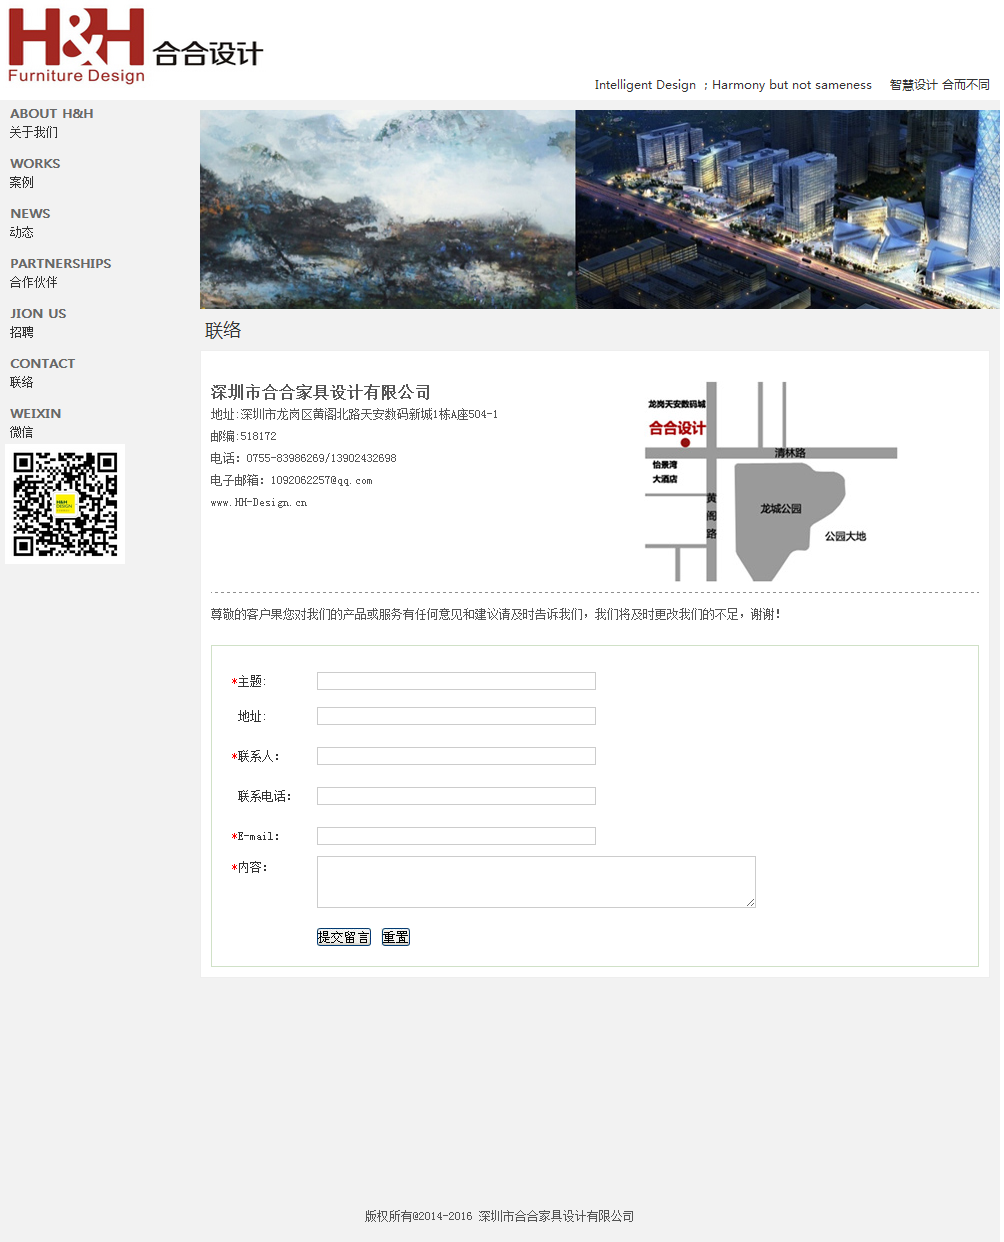 H&H
Furniture Design
合合设计
Intelligent Design ；Harmony but not sameness 智慧设计 合而不同
ABOUT H&H
关于我们
WORKS
案例
NEWS
动态
PARTNERSHIPS
合作伙伴
JION US
招聘
CONTACT
联络
WEIXIN
微信
H&H
DESIGN
联络
深圳市合合家具设计有限公司
地址:深圳市龙岗区黄阁北路天安数码新城1栋A座504-1
邮编:518172
电话：0755-83986269/13902432698
电子邮箱：1092062257@qq.com
www.HH-Design.cn
龙岗天安数码城
合合设计
清林路
怡景湾
大酒店
黄阁路
龙城公园
公园大地
尊敬的客户果您对我们的产品或服务有任何意见和建议请及时告诉我们，我们将及时更改我们的不足，谢谢！
*主题:
地址:
*联系人：
联系电话：
*E-mail：
*内容：
提交留言 重置
版权所有@2014-2016 深圳市合合家具设计有限公司